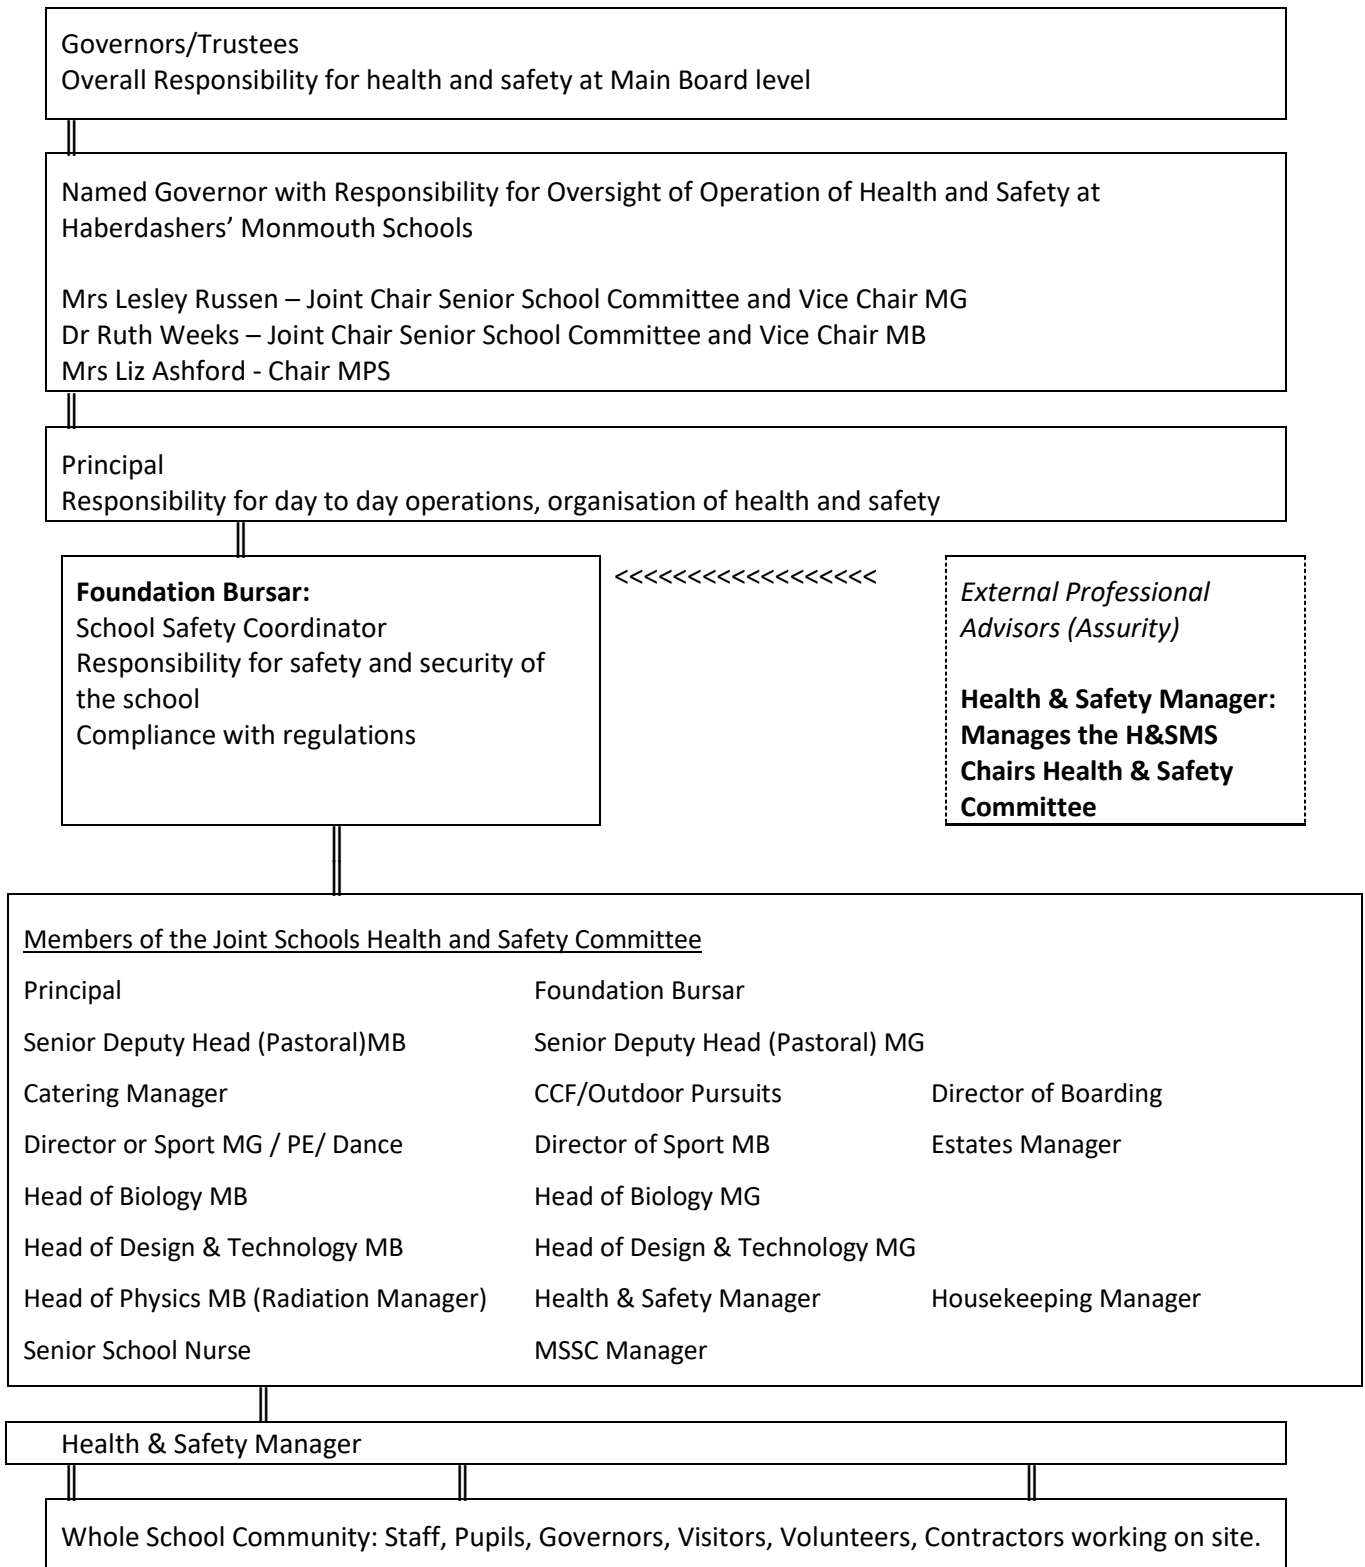 Governors/Trustees
Overall Responsibility for health and safety at Main Board level
Named Governor with Responsibility for Oversight of Operation of Health and Safety at
Haberdashers’ Monmouth Schools
Mrs Lesley Russen – Joint Chair Senior School Committee and Vice Chair MG
Dr Ruth Weeks – Joint Chair Senior School Committee and Vice Chair MB
Mrs Liz Ashford - Chair MPS
Principal
Responsibility for day to day operations, organisation of health and safety
Foundation Bursar:
School Safety Coordinator
Responsibility for safety and security of
the school
Compliance with regulations
<<<<<<<<<<<<<<<<<<
External Professional
Advisors (Assurity)
Health & Safety Manager:
Manages the H&SMS
Chairs Health & Safety
Committee
Members of the Joint Schools Health and Safety Committee
Principal Foundation Bursar
Senior Deputy Head (Pastoral)MB Senior Deputy Head (Pastoral) MG
Catering Manager CCF/Outdoor Pursuits Director of Boarding
Director or Sport MG / PE/ Dance Director of Sport MB Estates Manager
Head of Biology MB Head of Biology MG
Head of Design & Technology MB Head of Design & Technology MG
Head of Physics MB (Radiation Manager) Health & Safety Manager Housekeeping Manager
Senior School Nurse MSSC Manager
Health & Safety Manager
Whole School Community: Staff, Pupils, Governors, Visitors, Volunteers, Contractors working on site.